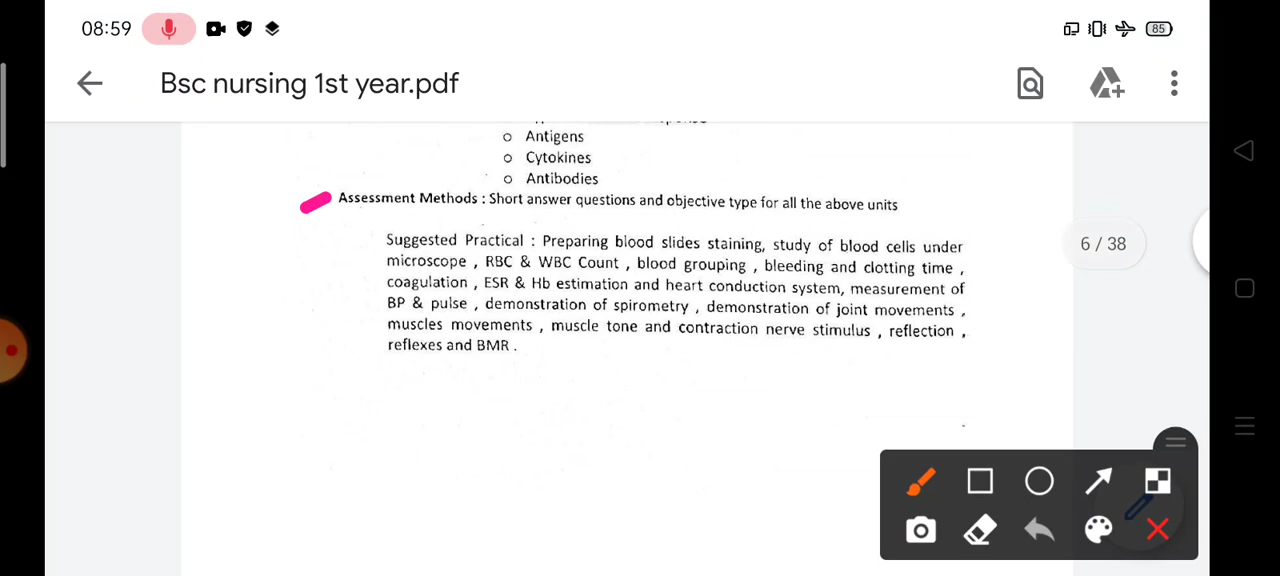 08:59
85
Bsc nursing 1st year.pdf
o Antigens
o Cytokines
o Antibodies
Assessment Methods : Short answer questions and objective type for all the above units
6 / 38
Suggested Practical : Preparing blood slides staining, study of blood cells under
microscope , RBC & WBC Count , blood grouping , bleeding and clotting time ,
coagulation , ESR & Hb estimation and heart conduction system, measurement of
BP & pulse , demonstration of spirometry , demonstration of joint movements ,
muscles movements , muscle tone and contraction nerve stimulus , reflection ,
reflexes and BMR .